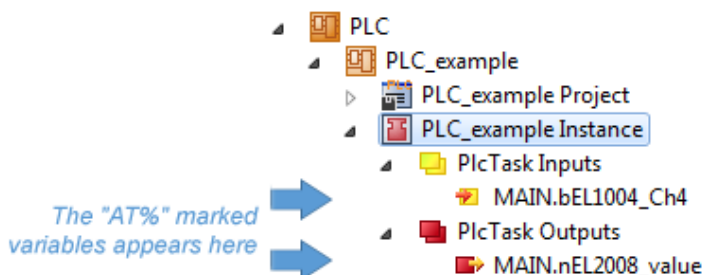 PLC
PLC_example
PLC_example Project
PLC_example Instance
PlcTask Inputs
MAIN.bEL1004_Ch4
PlcTask Outputs
MAIN.nEL2008_value
The "AT%" marked
variables appears here